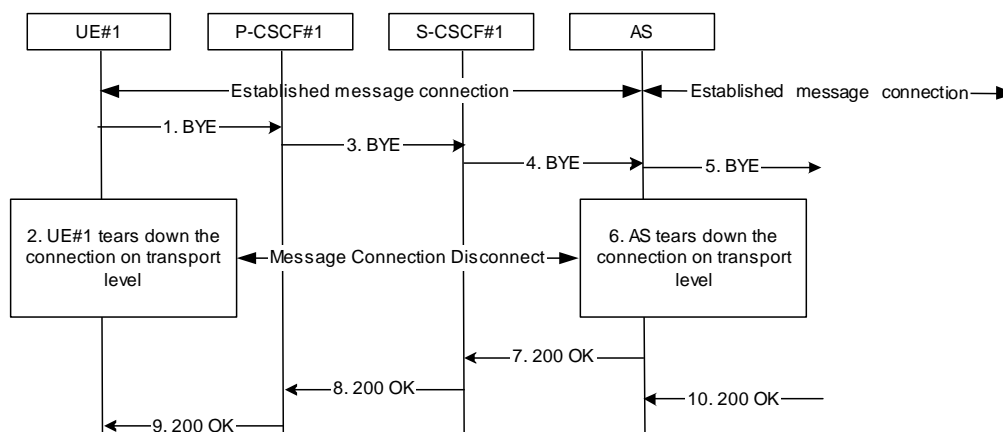 UE#1
P-CSCF#1
S-CSCF#1
AS
Established message connection
Established message connection
1. BYE
3. BYE
4. BYE
5. BYE
2. UE#1 tears down the
connection on transport
level
Message Connection Disconnect
6. AS tears down the
connection on transport
level
7. 200 OK
8. 200 OK
10. 200 OK
9. 200 OK